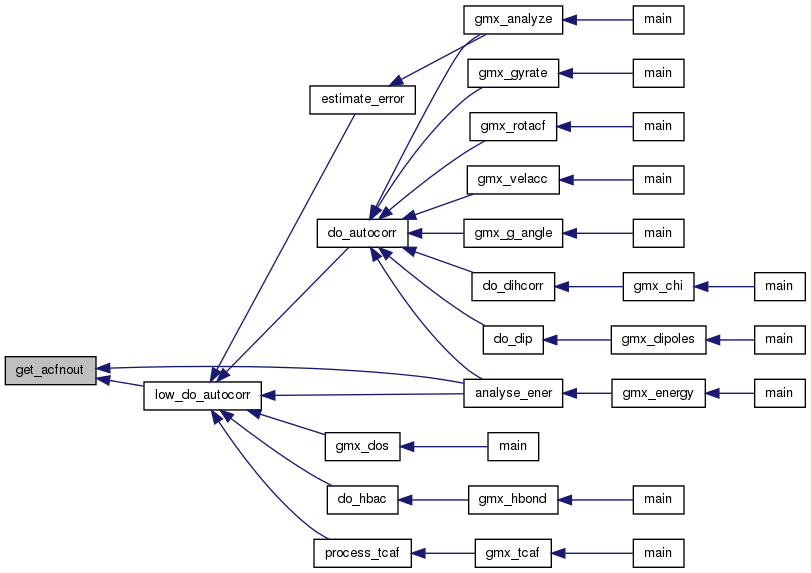 gmx_analyze
main
gmx_gyrate
main
estimate_error
gmx_rotacf
main
gmx_velacc
main
do_autocorr
gmx_g_angle
main
do_dihcorr
gmx_chi
main
do_dip
gmx_dipoles
main
get_acfnout
low_do_autocorr
analyse_ener
gmx_energy
main
gmx_dos
main
do_hbac
gmx_hbond
main
process_tcaf
gmx_tcaf
main